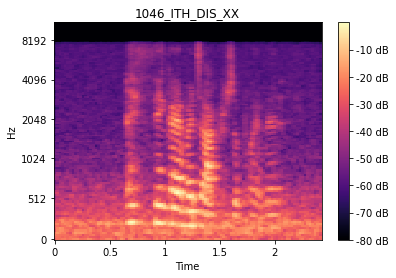 1046_ITH_DIS_XX
8192
4096
2048
1024
512
0
Hz
0 0.5 1 1.5 2
Time
-10 dB
-20 dB
-30 dB
-40 dB
-50 dB
-60 dB
-70 dB
-80 dB